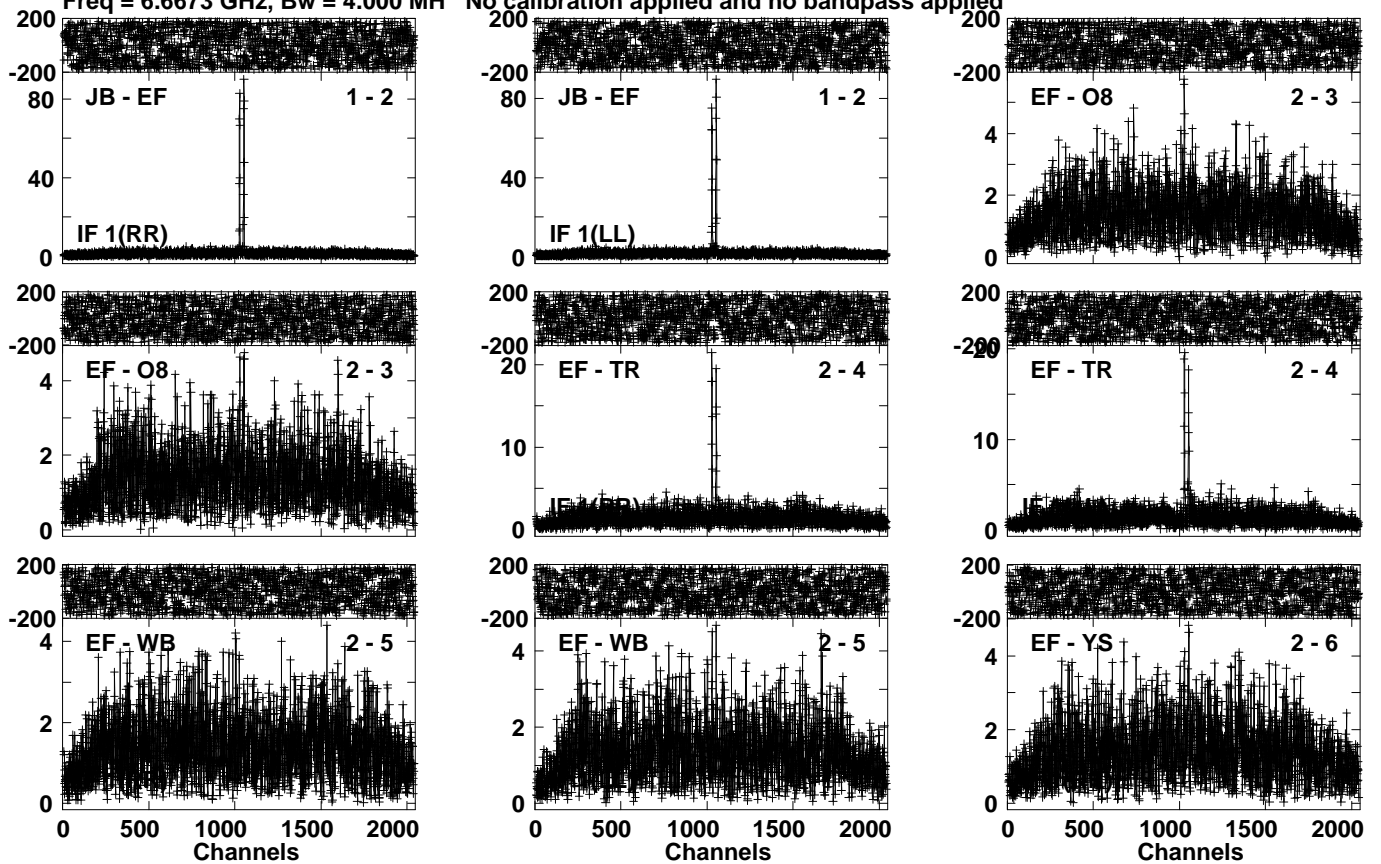 Freq = 6.6673 GHz, Bw = 4.000 MH No calibration applied and no bandpass applied
200 200 200
-200 -200 -200
JB - EF 1 - 2 JB - EF 1 - 2 EF - O8 2 - 3
80 80 4
40 40 2
IF 1(RR) IF 1(LL)
0 0 0
200 200 200
-200 -200 -200
20
EF - O8 2 - 3 EF - TR 2 - 4 EF - TR 2 - 4
4 20
2 10 10
IF 1(RR) IF
0 0 0
200 200 200
-200 -200 -200
EF - WB 2 - 5 EF - WB 2 - 5 EF - YS 2 - 6
4 4 4
2 2 2
0 0 0
0 500 1000 1500 2000 0 500 1000 1500 2000 0 500 1000 1500 2000
Channels Channels Channels